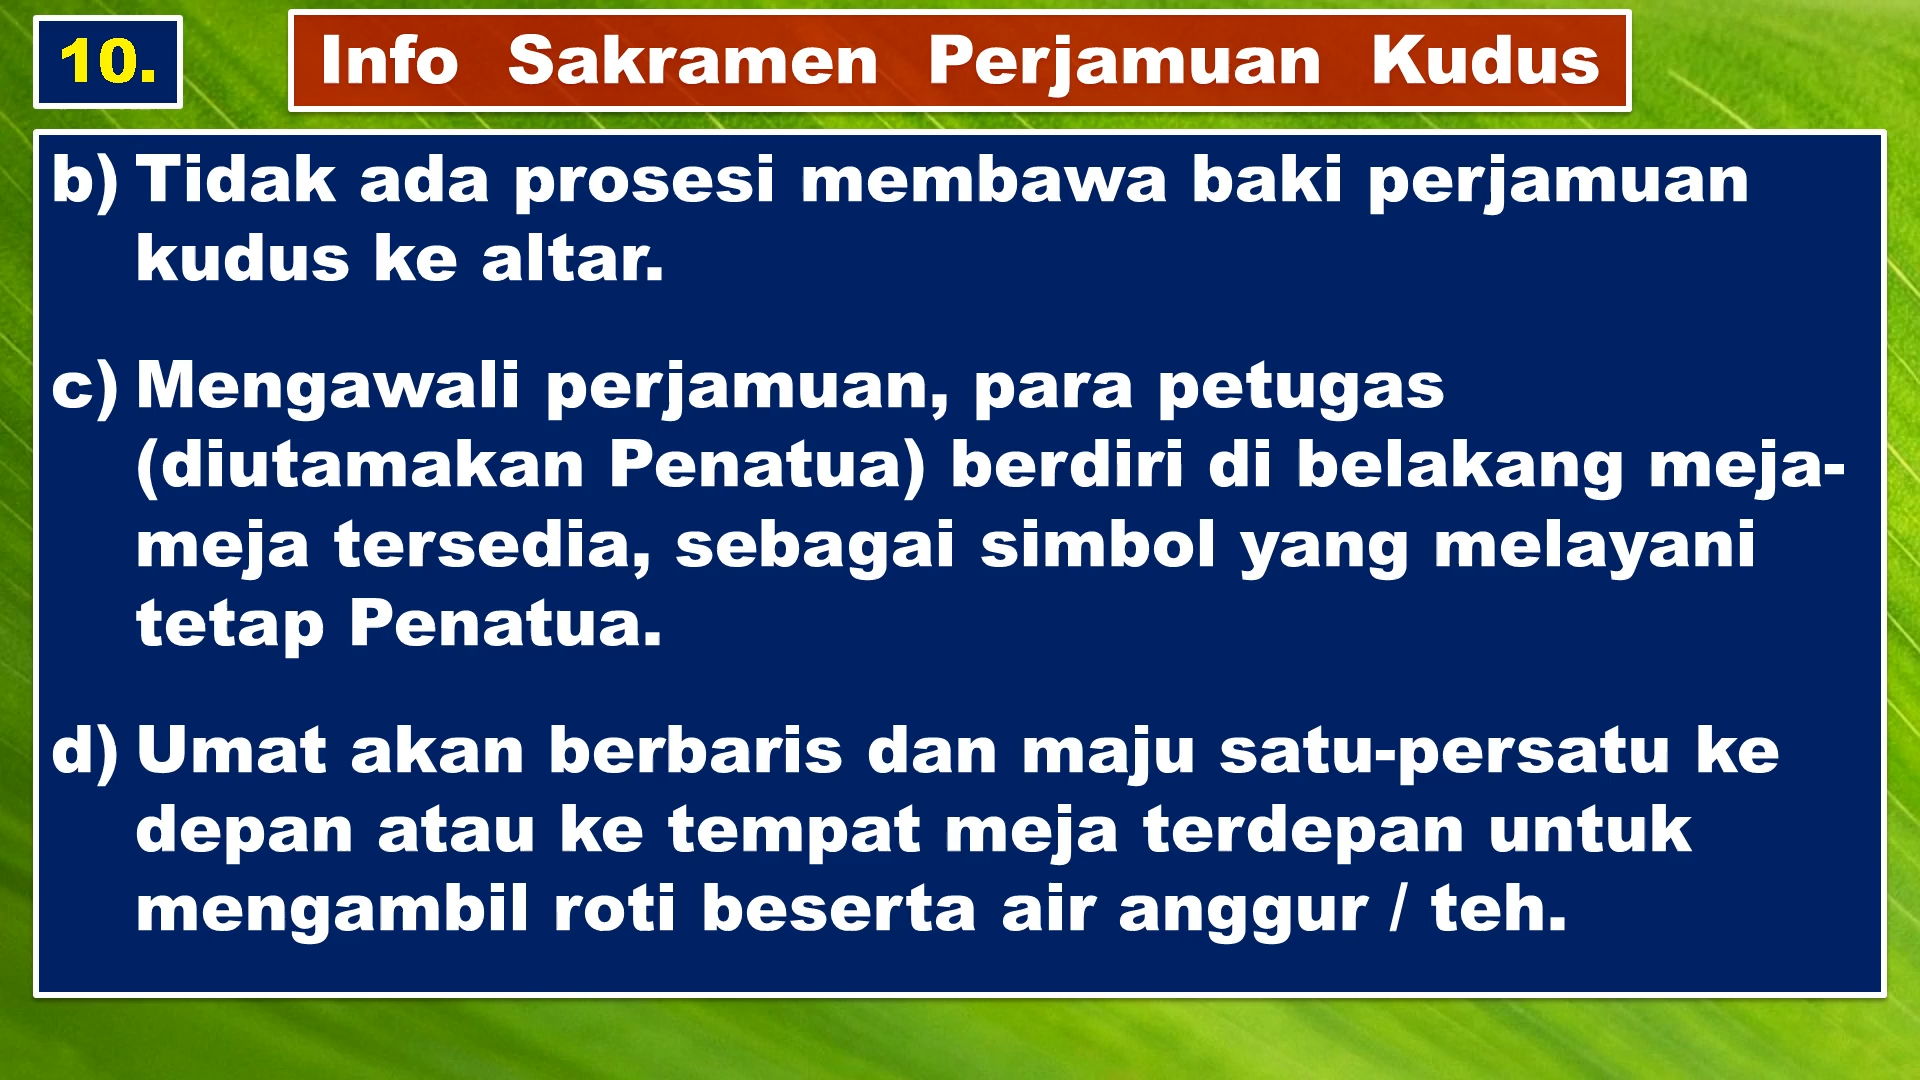 10.
Info Sakramen Perjamuan Kudus
b) Tidak ada prosesi membawa baki perjamuan
kudus ke altar.
c) Mengawali perjamuan, para petugas
(diutamakan Penatua) berdiri di belakang meja-
meja tersedia, sebagai simbol yang melayani
tetap Penatua.
d) Umat akan berbaris dan maju satu-persatu ke
depan atau ke tempat meja terdepan untuk
mengambil roti beserta air anggur / teh.